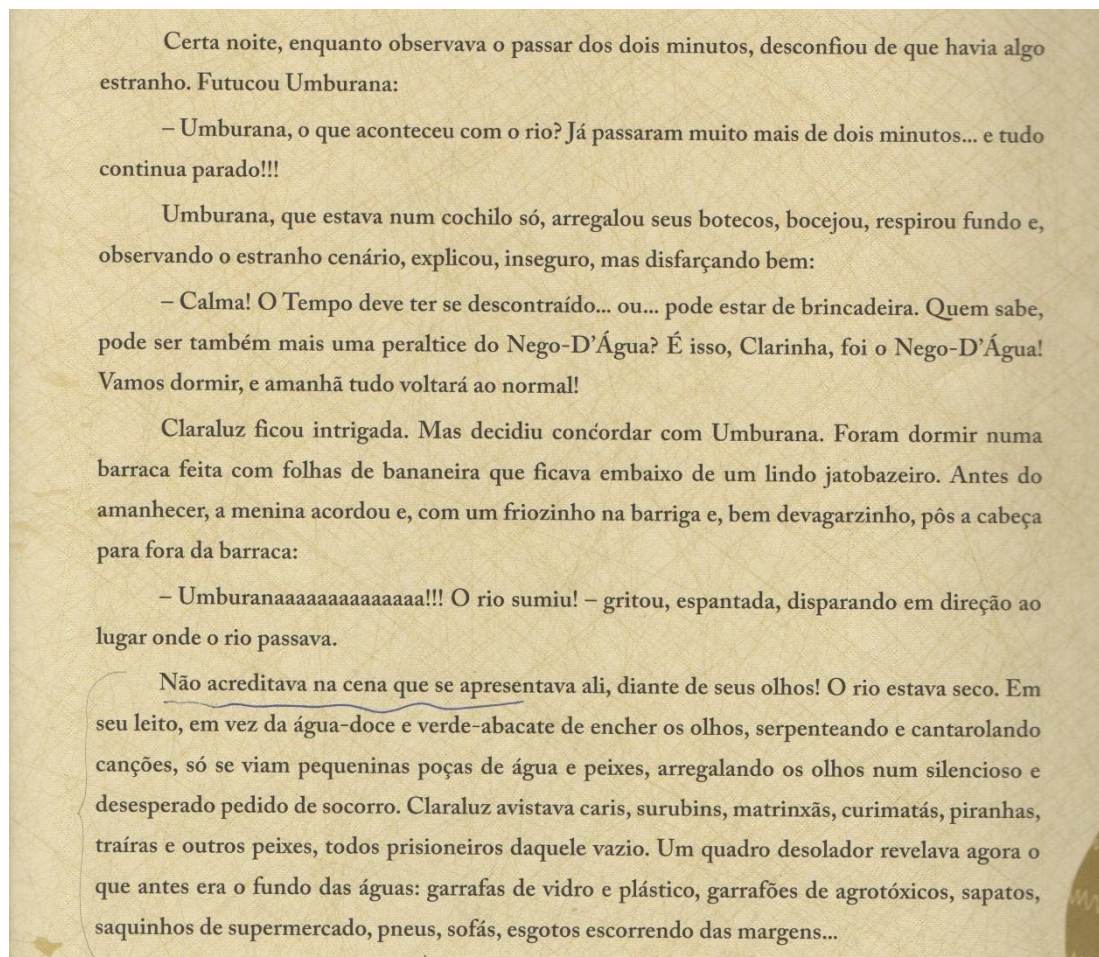 Certa noite, enquanto observava o passar dos dois minutos, desconfiou de que havia algo
estranho. Futucou Umburana:
– Umburana, o que aconteceu com o rio? Já passaram muito mais de dois minutos... e tudo
continua parado!!!
Umburana, que estava num cochilo só, arregalou seus botecos, bocejou, respirou fundo e,
observando o estranho cenário, explicou, inseguro, mas disfarçando bem:
– Calma! O Tempo deve ter se descontraído... ou... pode estar de brincadeira. Quem sabe,
pode ser também mais uma peraltice do Nego-D’Água? É isso, Clarinha, foi o Nego-D’Água!
Vamos dormir, e amanhã tudo voltará ao normal!
Claraluz ficou intrigada. Mas decidiu concordar com Umburana. Foram dormir numa
barraca feita com folhas de bananeira que ficava embaixo de um lindo jatobazeiro. Antes do
amanhecer, a menina acordou e, com um friozinho na barriga e, bem devagarzinho, pôs a cabeça
para fora da barraca:
– Umburanaaaaaaaaaaaaaaa!!! O rio sumiu! – gritou, espantada, disparando em direção ao
lugar onde o rio passava.
Não acreditava na cena que se apresentava ali, diante de seus olhos! O rio estava seco. Em
seu leito, em vez da água-doce e verde-abacate de encher os olhos, serpenteando e cantarolando
canções, só se viam pequeninas poças de água e peixes, arregalando os olhos num silencioso e
desesperado pedido de socorro. Claraluz avistava caris, surubins, matrinxãs, curimatás, piranhas,
traíras e outros peixes, todos prisioneiros daquele vazio. Um quadro desolador revelava agora o
que antes era o fundo das águas: garrafas de vidro e plástico, garrafões de agrotóxicos, sapatos,
saquinhos de supermercado, pneus, sofás, esgotos escorrendo das margens...